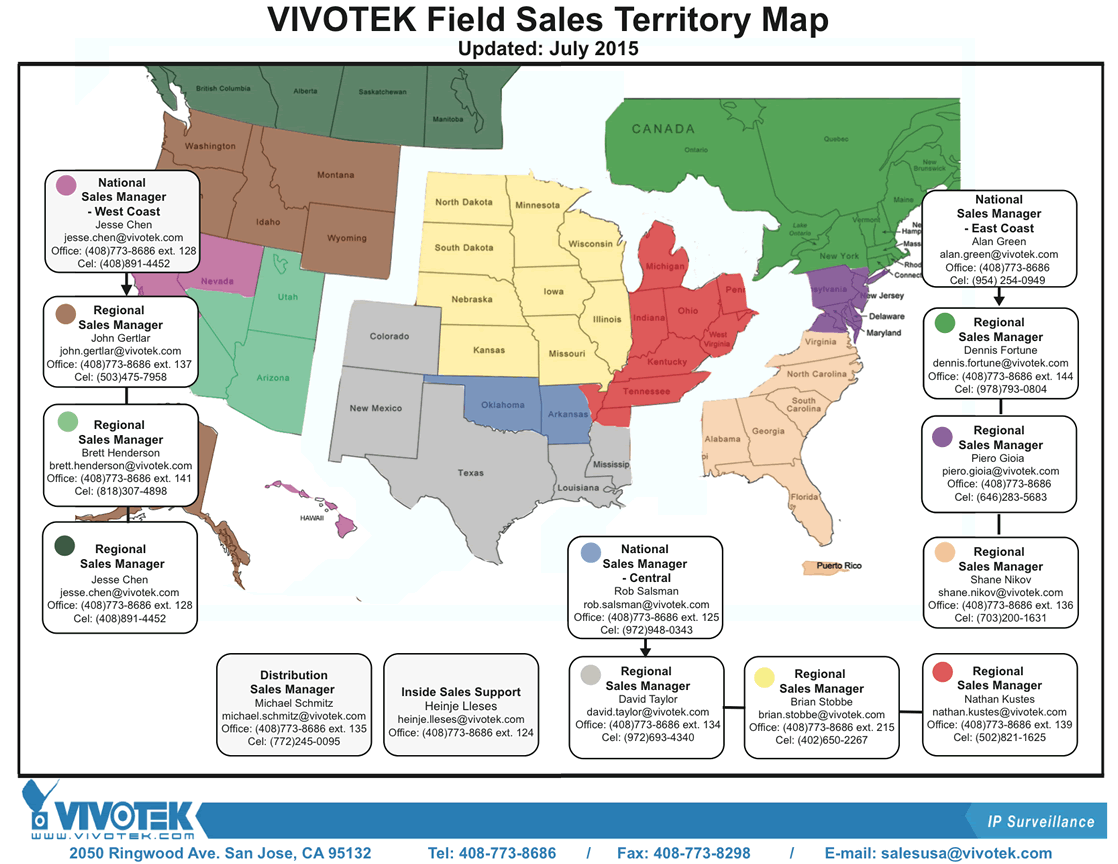 VIVOTEK Field Sales Territory Map
Updated: July 2015
British Columbia
Alberta
Saskatchewan
Manitoba
Washington
Montana
Idaho
Wyoming
Nevada
Utah
Arizona
HAWAII
North Dakota
Minnesota
South Dakota
Wisconsin
Nebraska
Iowa
Illinois
Kansas
Missouri
Colorado
New Mexico
Oklahoma
Arkansas
Texas
Louisiana
Mississip
Michigan
Indiana
Ohio
Penn
West
Virginia
Kentucky
Tennessee
CANADA
Ontario
Quebec
New
Brunswick
Maine
Vermont
Lake
Ontario
New York
Ne
Hamp
Mass
Rhod
Connect
sylvania
New Jersey
Delaware
Maryland
Virginia
North Carolina
South
Carolina
Alabama
Georgia
pi
Florida
Puerto Rico
National
Sales Manager
- West Coast
Jesse Chen
jesse.chen@vivotek.com
Office: (408)773-8686 ext. 128
Cel: (408)891-4452
Regional
Sales Manager
John Gertlar
john.gertlar@vivotek.com
Office: (408)773-8686 ext. 137
Cel: (503)475-7958
Regional
Sales Manager
Brett Henderson
brett.henderson@vivotek.com
Office: (408)773-8686 ext. 141
Cel: (818)307-4898
Regional
Sales Manager
Jesse Chen
jesse.chen@vivotek.com
Office: (408)773-8686 ext. 128
Cel: (408)891-4452
National
Sales Manager
- East Coast
Alan Green
alan.green@vivotek.com
Office: (408)773-8686
Cel: (954) 254-0949
Regional
Sales Manager
Dennis Fortune
dennis.fortune@vivotek.com
Office: (408)773-8686 ext. 144
Cel: (978)793-0804
Regional
Sales Manager
Piero Gioia
piero.gioia@vivotek.com
Office: (408)773-8686
Cel: (646)283-5683
Regional
Sales Manager
Shane Nikov
shane.nikov@vivotek.com
Office: (408)773-8686 ext. 136
Cel: (703)200-1631
National
Sales Manager
- Central
Rob Salsman
rob.salsman@vivotek.com
Office: (408)773-8686 ext. 125
Cel: (972)948-0343
Distribution
Sales Manager
Michael Schmitz
michael.schmitz@vivotek.com
Office: (408)773-8686 ext. 135
Cel: (772)245-0095
Inside Sales Support
Heinje Lleses
heinje.lleses@vivotek.com
Office: (408)773-8686 ext. 124
Regional
Sales Manager
David Taylor
david.taylor@vivotek.com
Office: (408)773-8686 ext. 134
Cel: (972)693-4340
Regional
Sales Manager
Brian Stobbe
brian.stobbe@vivotek.com
Office: (408)773-8686 ext. 215
Cel: (402)650-2267
Regional
Sales Manager
Nathan Kustes
nathan.kustes@vivotek.com
Office: (408)773-8686 ext. 139
Cel: (502)821-1625
VIVOTEK
www.vivotek.com
IP Surveillance
2050 Ringwood Ave. San Jose, CA 95132 Tel: 408-773-8686 / Fax: 408-773-8298 / E-mail: salesusa@vivotek.com